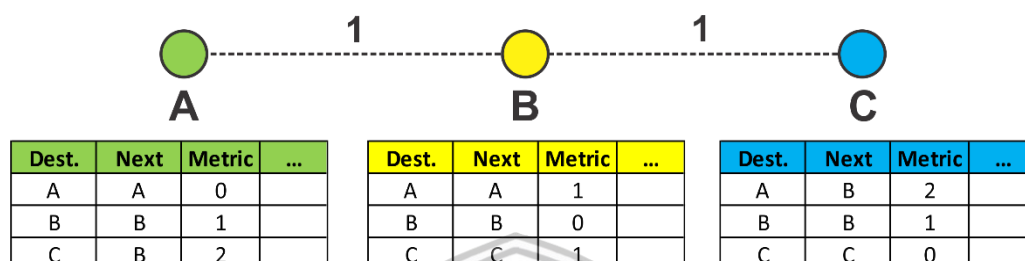 1 1
A B C
Dest. Next Metric ... Dest. Next Metric ... Dest. Next Metric ...
A A 0 A A 1 A B 2
B B 1 B B 0 B B 1
C B 2 C C 1 C C 0